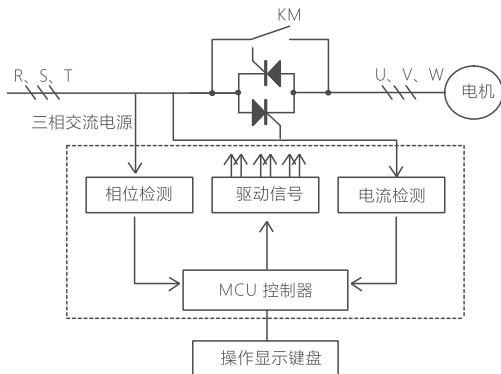 KM
R、S、T
U、V、W
电机
三相交流电源
相位检测
驱动信号
电流检测
MCU 控制器
操作显示键盘